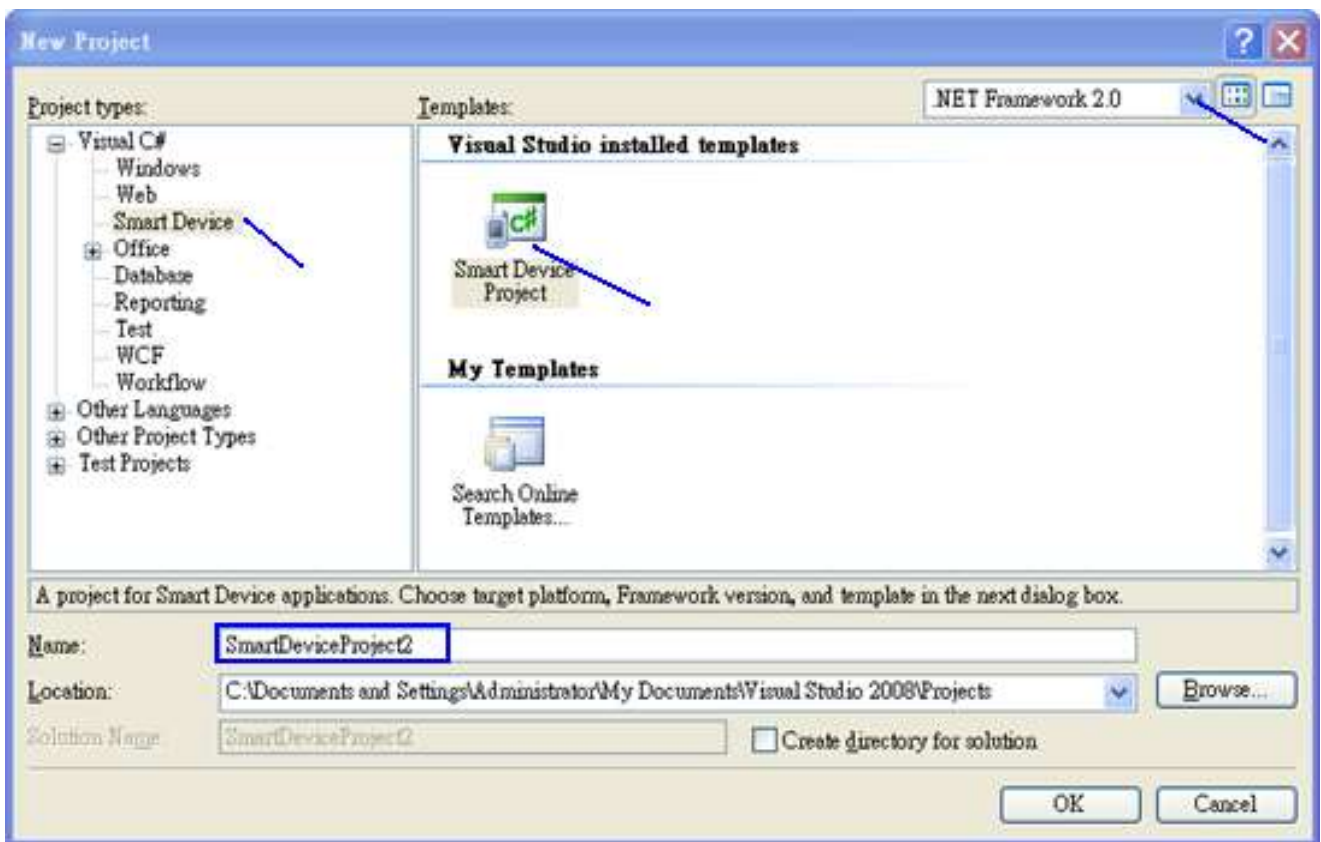 New Project
Project types:
Templates:
.NET Framework 2.0
Visual C#
Windows
Web
Smart Device
Office
Database
Reporting
Test
WCF
Workflow
Other Languages
Other Project Types
Test Projects
Visual Studio installed templates
Smart Device
Project
My Templates
Search Online
Templates...
A project for Smart Device applications. Choose target platform, Framework version, and template in the next dialog box.
Name:
SmartDeviceProject2
Location:
C:\Documents and Settings\Administrator\My Documents\Visual Studio 2008\Projects
Browse...
Solution Name
SmartDeviceProject2
Create directory for solution
OK
Cancel